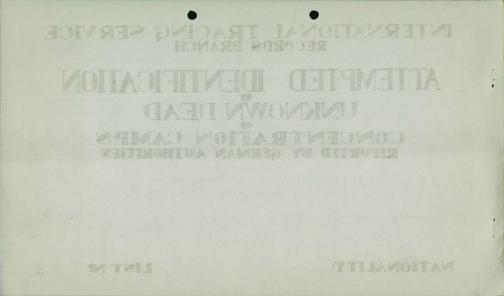 INTERNATIONAL TRACING SERVICE
RECORDS BRANCH
ATTEMPTED IDENTIFICATION
OF
UNKNOWN DEAD
OF
CONCENTRATION CAMPS
REPORTED BY GERMAN AUTHORITIES
NATIONALITY
LIST Nº